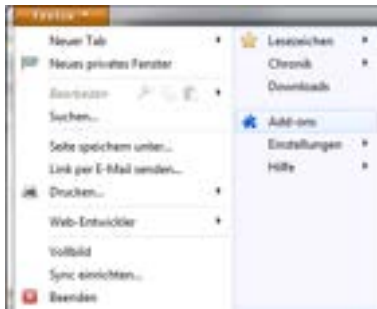 Firefox
Neuer Tab
Neues privates Fenster
Bearbeiten
Suchen...
Seite speichern unter...
Link per E-Mail senden...
Drucken...
Web-Entwickler
Vollbild
Sync einrichten...
Beenden
Lesezeichen
Chronik
Downloads
Add-ons
Einstellungen
Hilfe